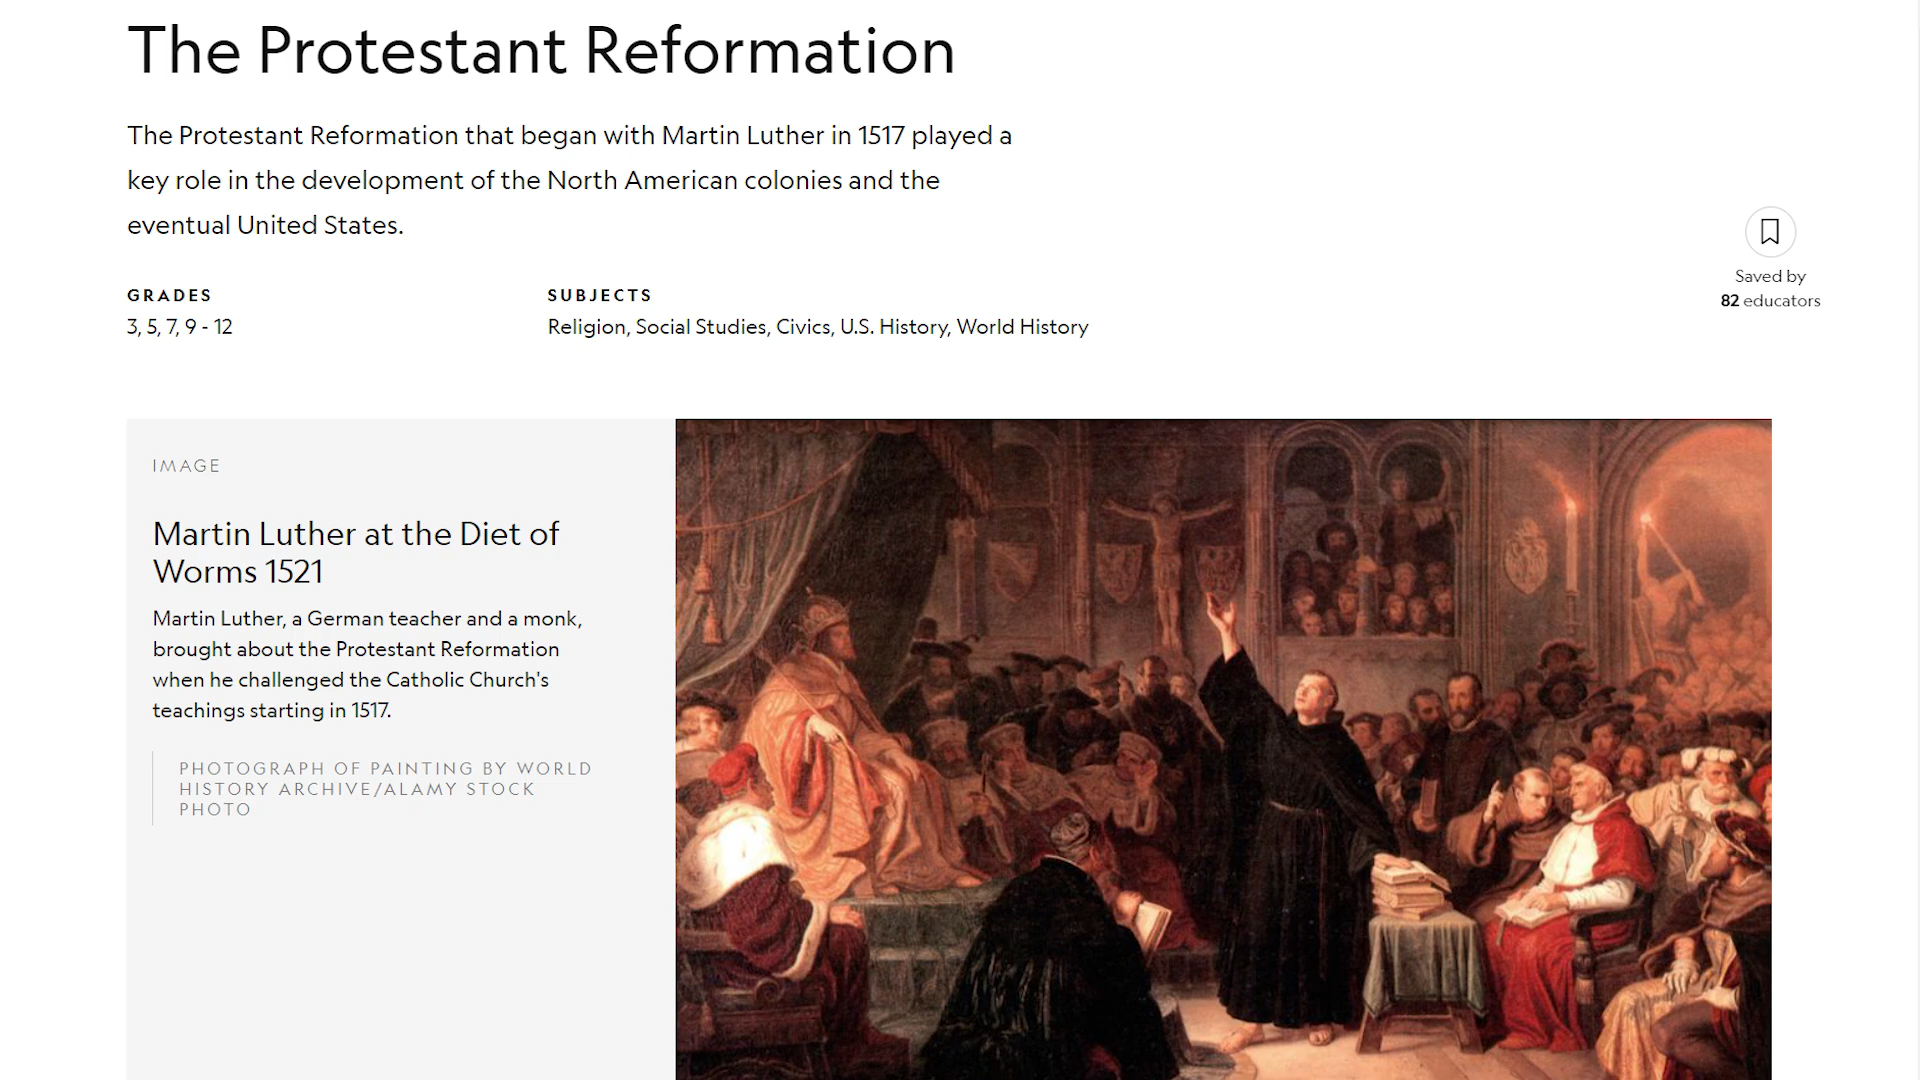 The Protestant Reformation
The Protestant Reformation that began with Martin Luther in 1517 played a
key role in the development of the North American colonies and the
eventual United States.
GRADES
3, 5, 7, 9 - 12
SUBJECTS
Religion, Social Studies, Civics, U.S. History, World History
Saved by
82 educators
IMAGE
Martin Luther at the Diet of
Worms 1521
Martin Luther, a German teacher and a monk,
brought about the Protestant Reformation
when he challenged the Catholic Church's
teachings starting in 1517.
PHOTOGRAPH OF PAINTING BY WORLD
HISTORY ARCHIVE/ALAMY STOCK
PHOTO